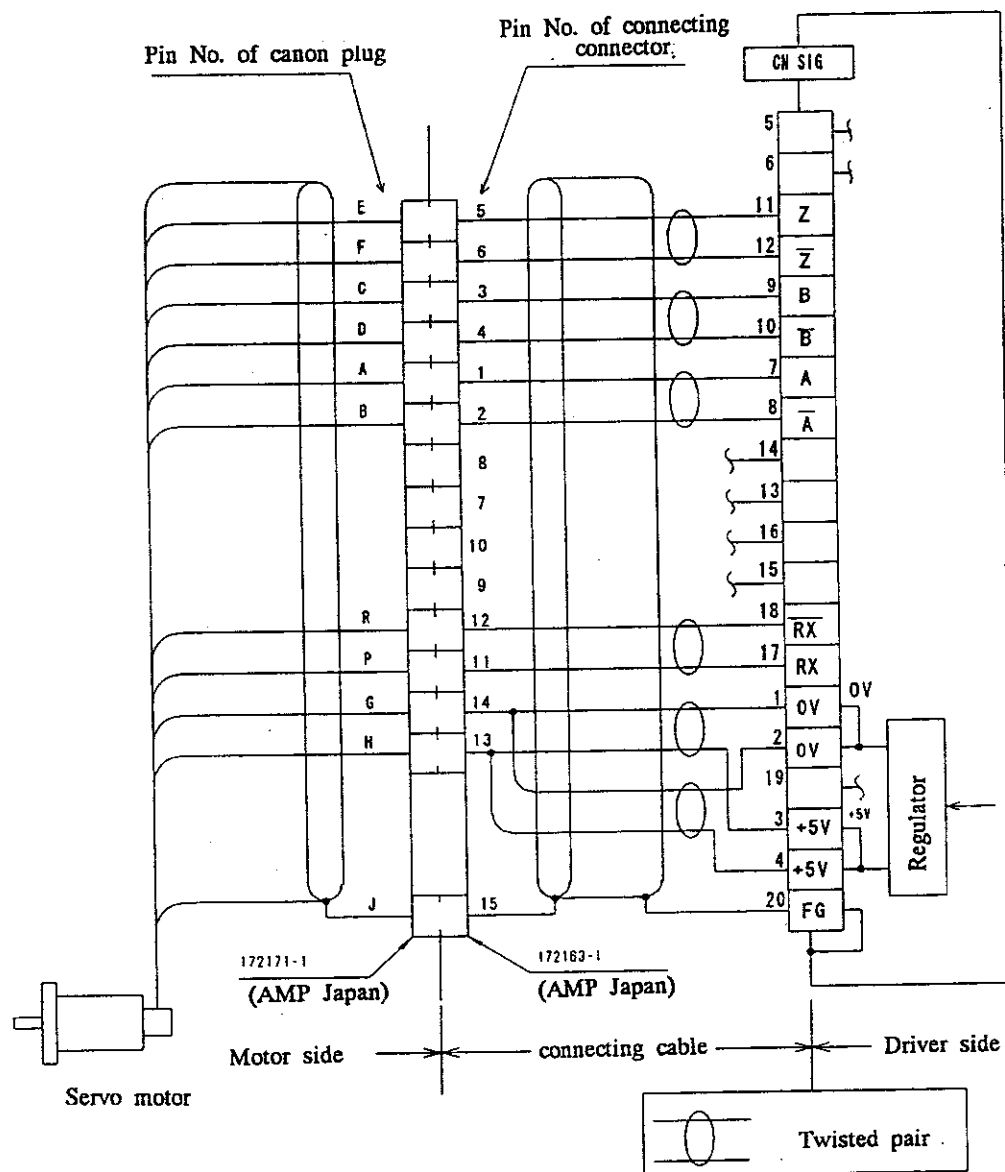 Pin No. of canon plug
Pin No. of connecting
connector
CN SIG
5
6
E 5 11 Z
F 6 12 Z̅
C 3 9 B
D 4 10 B̅
A 1 7 A
B 2 8 A̅
8 14
7 13
10 16
9 15
R 12 18 R̅X̅
P 11 17 RX
G 14 1 0V 0V
H 13 2 0V
19
3 +5V +5V
4 +5V
Regulator
J 15 20 FG
172171-1
(AMP Japan)
172163-1
(AMP Japan)
Motor side
connecting cable
Driver side
Servo motor
Twisted pair